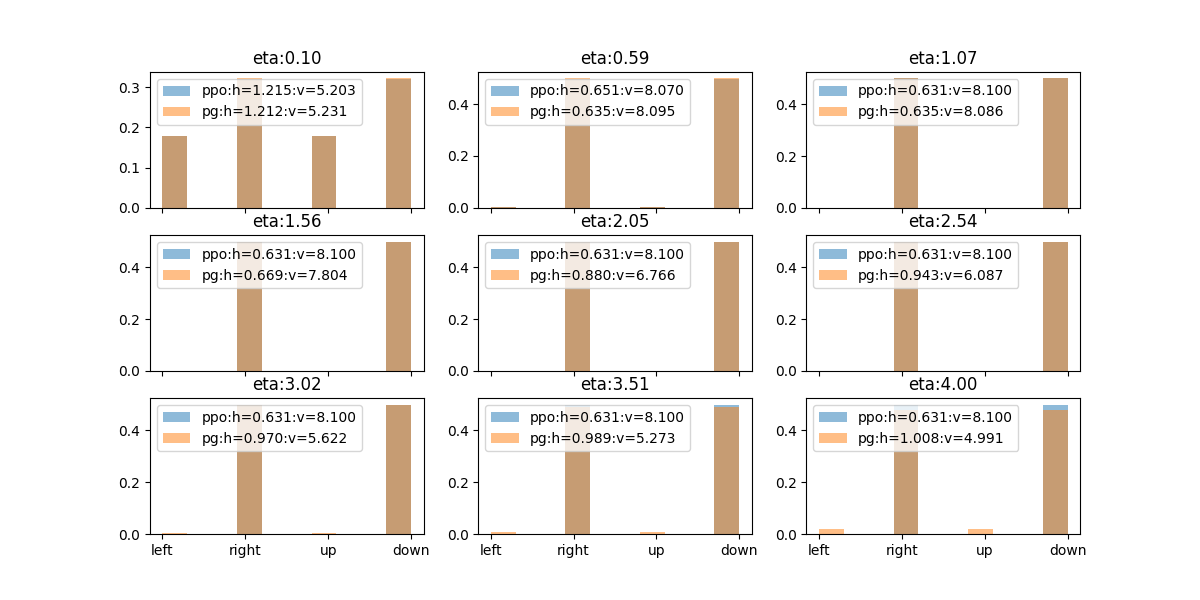 eta:0.10
0.3
0.2
0.1
0.0
ppo:h=1.215:v=5.203
pg:h=1.212:v=5.231
eta:0.59
0.4
0.2
0.0
ppo:h=0.651:v=8.070
pg:h=0.635:v=8.095
eta:1.07
0.4
0.2
0.0
ppo:h=0.631:v=8.100
pg:h=0.635:v=8.086
eta:1.56
0.4
0.2
0.0
ppo:h=0.631:v=8.100
pg:h=0.669:v=7.804
eta:2.05
0.4
0.2
0.0
ppo:h=0.631:v=8.100
pg:h=0.880:v=6.766
eta:2.54
0.4
0.2
0.0
ppo:h=0.631:v=8.100
pg:h=0.943:v=6.087
eta:3.02
0.4
0.2
0.0
ppo:h=0.631:v=8.100
pg:h=0.970:v=5.622
left right up down
eta:3.51
0.4
0.2
0.0
ppo:h=0.631:v=8.100
pg:h=0.989:v=5.273
left right up down
eta:4.00
0.4
0.2
0.0
ppo:h=0.631:v=8.100
pg:h=1.008:v=4.991
left right up down